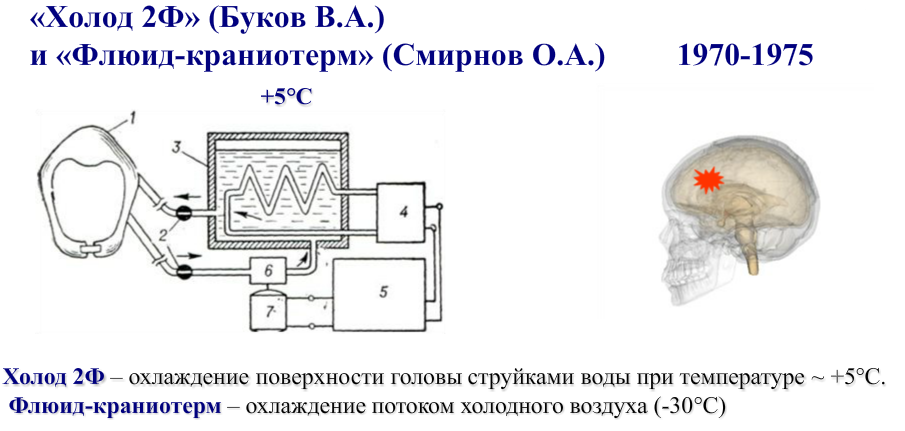 «Холод 2Ф» (Буков В.А.)
и «Флюид-краниотерм» (Смирнов О.А.) 1970-1975
+5°C
1
3
2
4
5
6
7
Холод 2Ф – охлаждение поверхности головы струйками воды при температуре ~ +5°С.
Флюид-краниотерм – охлаждение потоком холодного воздуха (-30°С)